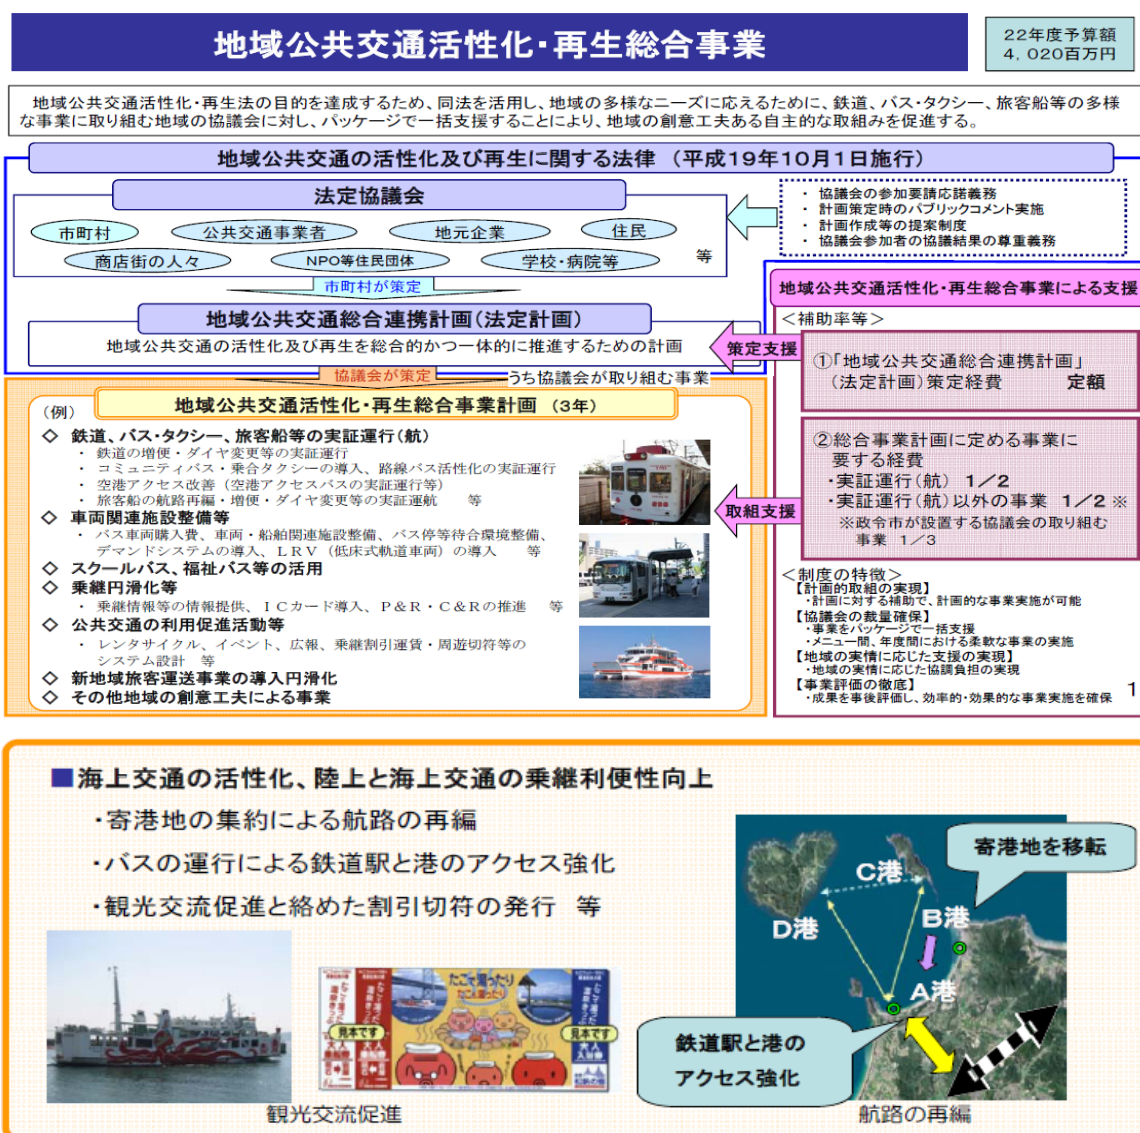 地域公共交通活性化・再生総合事業
22年度予算額
4,020百万円
地域公共交通活性化・再生法の目的を達成するため、同法を活用し、地域の多様なニーズに応えるために、鉄道、バス・タクシー、旅客船等の多様
な事業に取り組む地域の協議会に対し、パッケージで一括支援することにより、地域の創意工夫ある自主的な取組みを促進する。
地域公共交通の活性化及び再生に関する法律 (平成19年10月1日施行)
法定協議会
市町村
公共交通事業者
地元企業
住民
商店街の人々
NPO等住民団体
学校・病院等
等
・ 協議会の参加要請応諾義務
・ 計画策定時のパブリックコメント実施
・ 計画作成等の提案制度
・ 協議会参加者の協議結果の尊重義務
市町村が策定
地域公共交通総合連携計画(法定計画)
地域公共交通の活性化及び再生を総合的かつ一体的に推進するための計画
協議会が策定
うち協議会が取り組む事業
(例)
地域公共交通活性化・再生総合事業計画 (3年)
◇ 鉄道、バス・タクシー、旅客船等の実証運行(航)
・ 鉄道の増便・ダイヤ変更等の実証運行
・ コミュニティバス・乗合タクシーの導入、路線バス活性化の実証運行
・ 空港アクセス改善(空港アクセスバスの実証運行等)
・ 旅客船の航路再編・増便・ダイヤ変更等の実証運航 等
◇ 車両関連施設整備等
・ バス車両購入費、車両・船舶関連施設整備、バス停等待合環境整備、
デマンドシステムの導入、LRV(低床式軌道車両)の導入 等
◇ スクールバス、福祉バス等の活用
◇ 乗継円滑化等
・ 乗継情報等の情報提供、ICカード導入、P&R・C&Rの推進 等
◇ 公共交通の利用促進活動等
・ レンタサイクル、イベント、広報、乗継割引運賃・周遊切符等の
システム設計 等
◇ 新地域旅客運送事業の導入円滑化
◇ その他地域の創意工夫による事業
地域公共交通活性化・再生総合事業による支援
<補助率等>
策定支援
①「地域公共交通総合連携計画」
(法定計画)策定経費 定額
取組支援
②総合事業計画に定める事業に
要する経費
・実証運行(航) 1/2
・実証運行(航)以外の事業 1/2 ※
※政令市が設置する協議会の取り組む
事業 1/3
<制度の特徴>
【計画的取組の実現】
・計画に対する補助で、計画的な事業実施が可能
【協議会の裁量確保】
・事業をパッケージで一括支援
・メニュー間、年度間における柔軟な事業の実施
【地域の実情に応じた支援の実現】
・地域の実情に応じた協調負担の実現
【事業評価の徹底】
・成果を事後評価し、効率的・効果的な事業実施を確保
1
■海上交通の活性化、陸上と海上交通の乗継利便性向上
・寄港地の集約による航路の再編
・バスの運行による鉄道駅と港のアクセス強化
・観光交流促進と絡めた割引切符の発行 等
たこで湯ったり
見本です
見本です
観光交流促進
寄港地を移転
C港
D港
B港
A港
鉄道駅と港の
アクセス強化
航路の再編